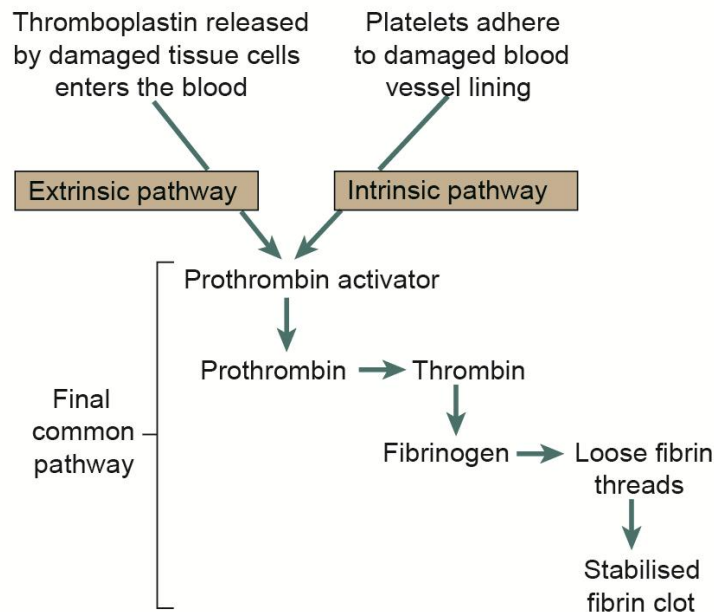 Thromboplastin released
by damaged tissue cells
enters the blood
Platelets adhere
to damaged blood
vessel lining
Extrinsic pathway
Intrinsic pathway
Prothrombin activator
Prothrombin
Thrombin
Final
common
pathway
Fibrinogen
Loose fibrin
threads
Stabilised
fibrin clot